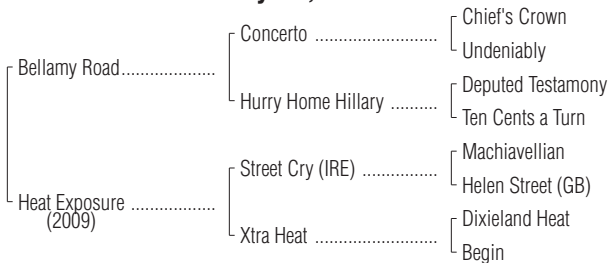 Chief's Crown
Concerto ....................
Undeniably
Bellamy Road...................
Deputed Testamony
Hurry Home Hillary ..........
Ten Cents a Turn
Machiavellian
Street Cry (IRE) ................
Helen Street (GB)
Heat Exposure .................
(2009)
Dixieland Heat
Xtra Heat ........................
Begin